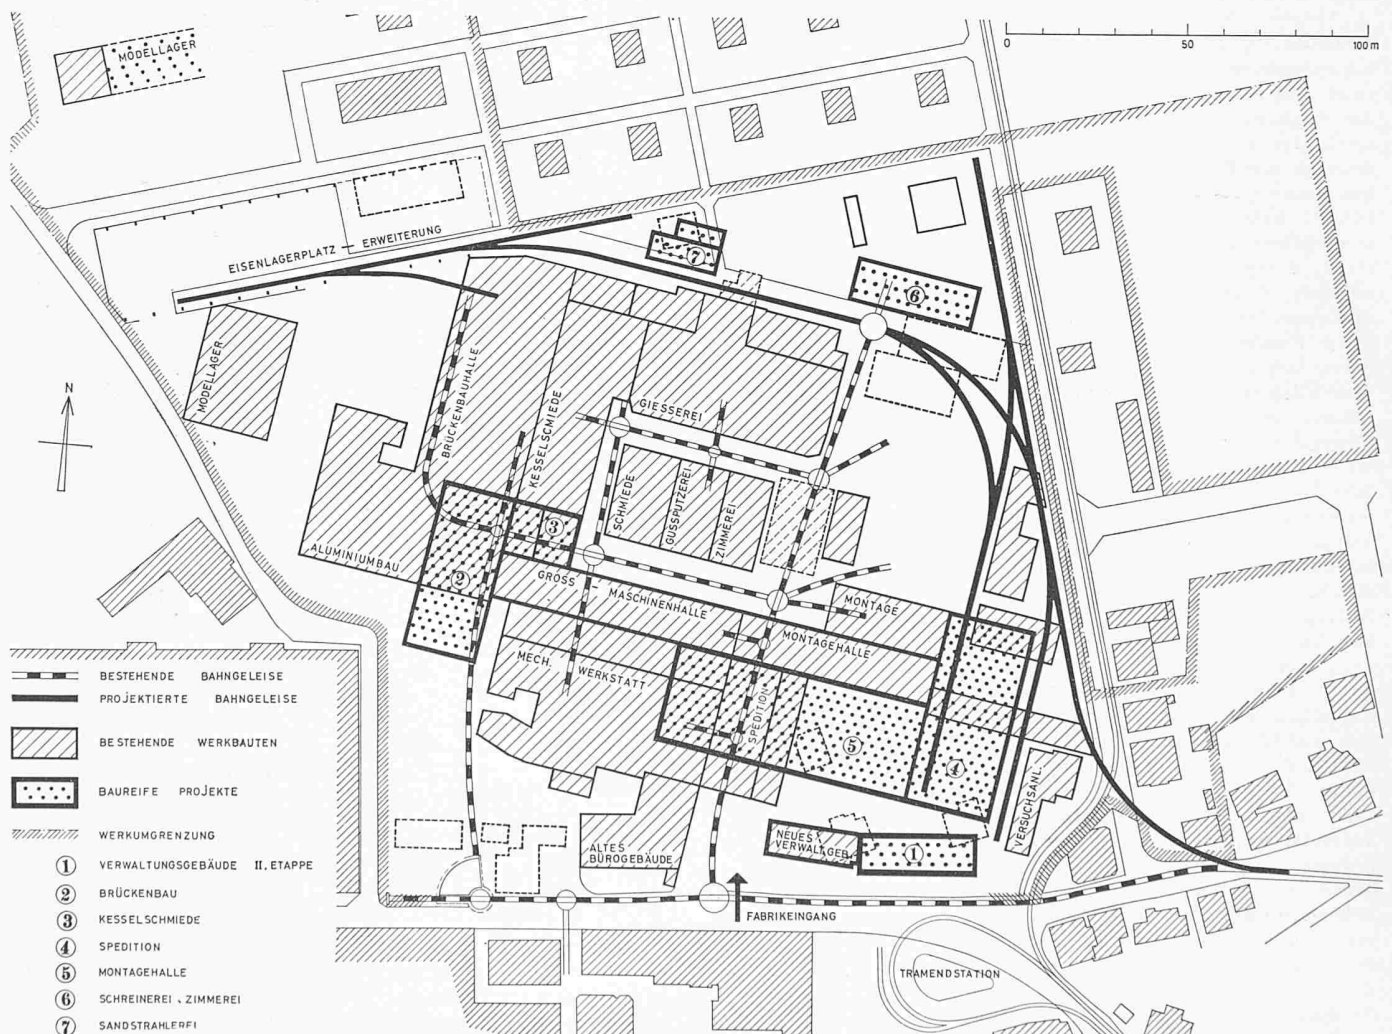 MODELLAGER
0 50 100 m
EISENLAGERPLATZ — ERWEITERUNG
7
6
MODELLAGER
N
BRÜCKENBAUHALLE
KESSELSCHMIEDE
GIESSEREI
SCHMIEDE
GUSSPUTZEREI
ZIMMEREI
3
ALUMINIUMBAU
2
GROSS — MASCHINENHALLE
MONTAGE
MONTAGEHALLE
MECH. WERKSTATT
SPEDITION
5
4
VERSUCHSANL.
NEUES
VERWALTGEB.
1
ALTES
BÜROGEBÄUDE
FABRIKEINGANG
TRAMENDSTATION
BESTEHENDE BAHNGELEISE
PROJEKTIERTE BAHNGELEISE
BESTEHENDE WERKBAUTEN
BAUREIFE PROJEKTE
WERKUMGRENZUNG
1 VERWALTUNGSGEBÄUDE II. ETAPPE
2 BRÜCKENBAU
3 KESSELSCHMIEDE
4 SPEDITION
5 MONTAGEHALLE
6 SCHREINEREI, ZIMMEREI
7 SANDSTRAHLEREI